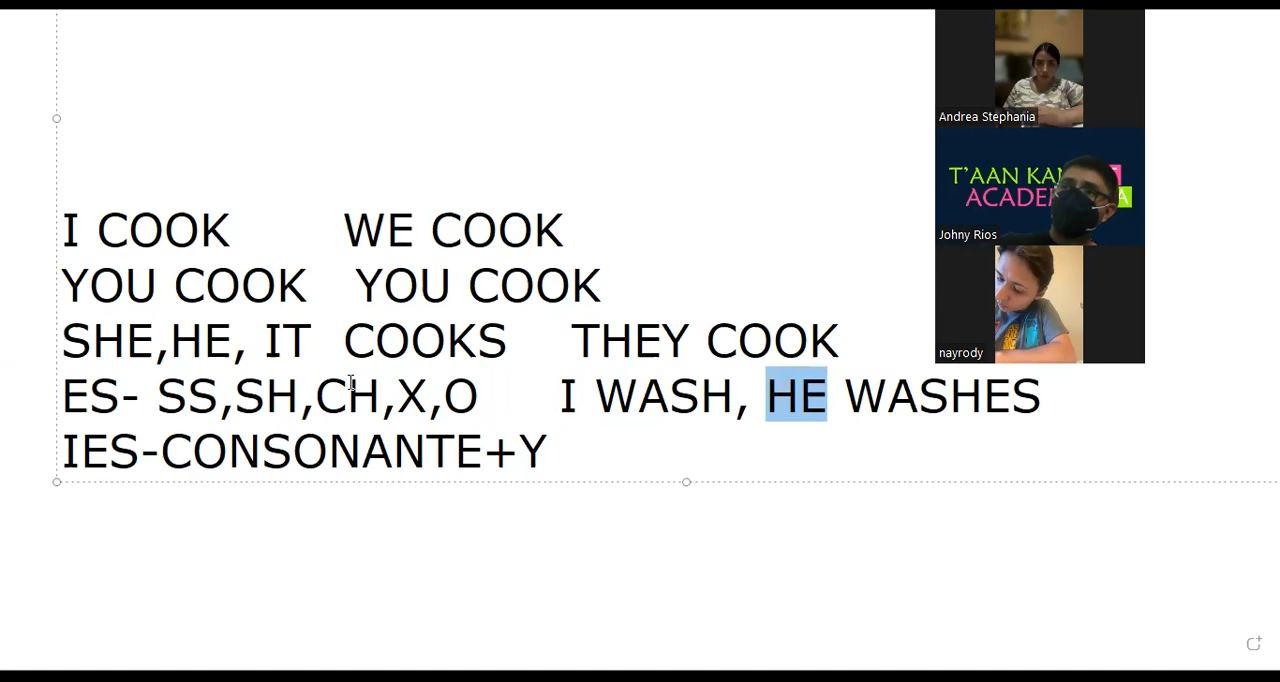 Andrea Stephania
T'AAN KA
ACADE
A
Johny Rios
nayrody
I COOK WE COOK
YOU COOK YOU COOK
SHE,HE, IT COOKS THEY COOK
ES- SS,SH,CH,X,O I WASH, HE WASHES
IES-CONSONANTE+Y